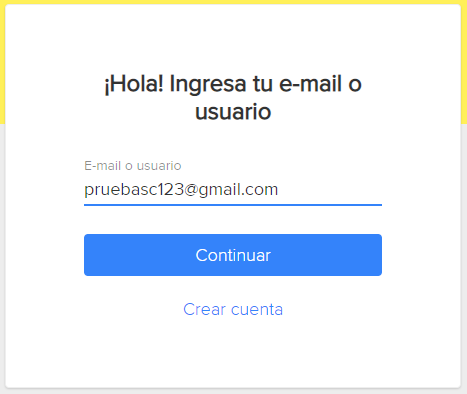 ¡Hola! Ingresa tu e-mail o
usuario
E-mail o usuario
pruebasc123@gmail.com
Continuar
Crear cuenta